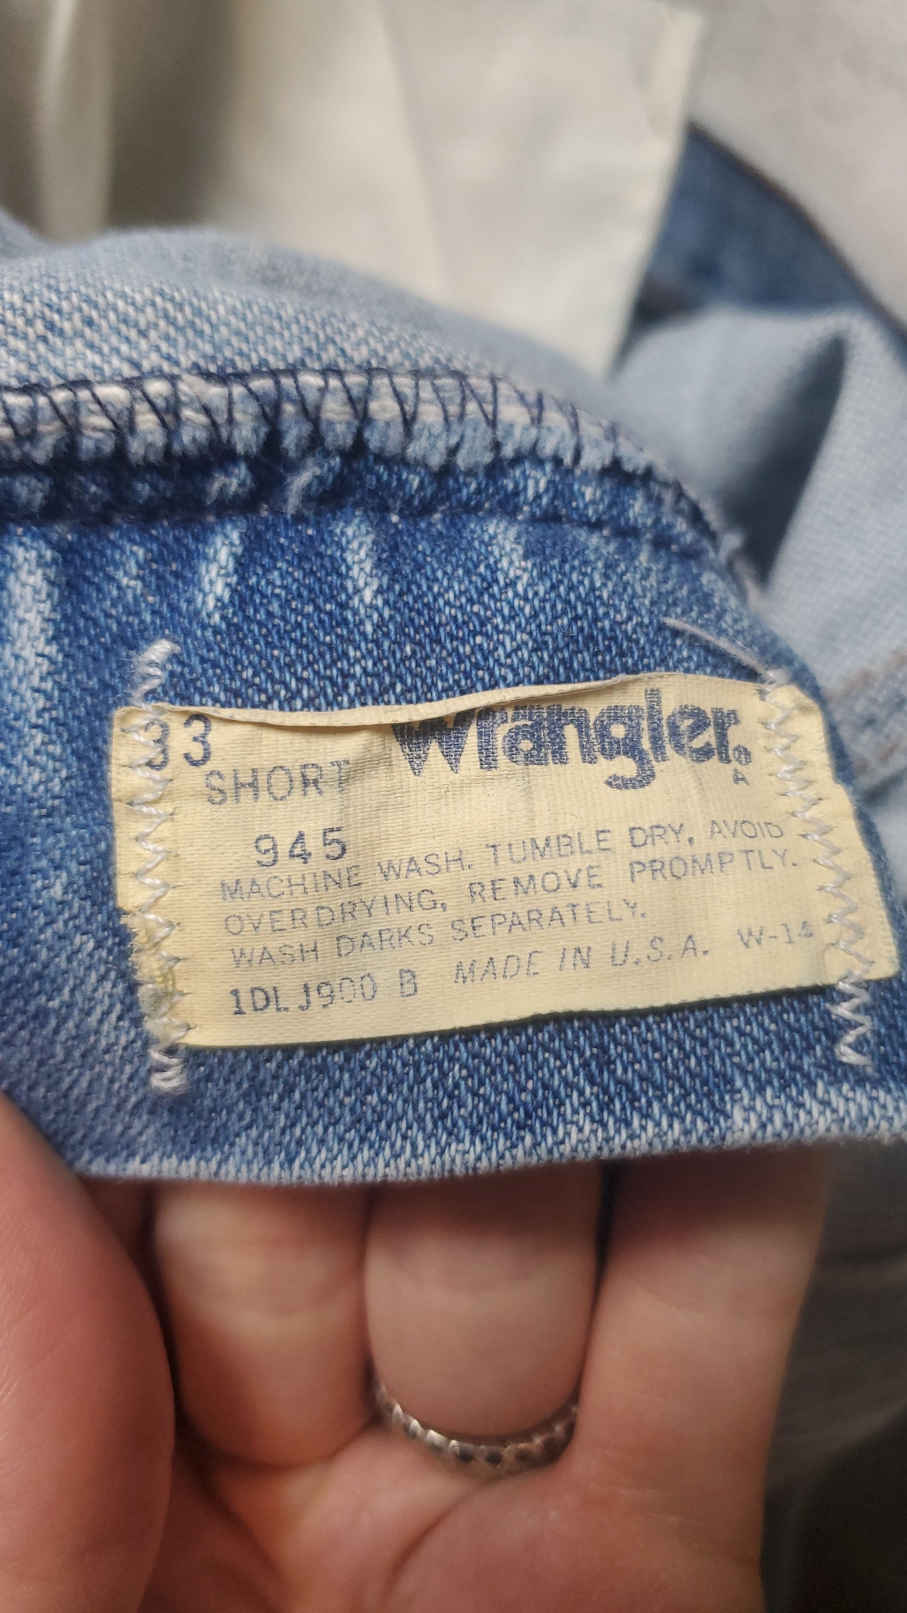 33 Wrangler®
SHORT A
945
MACHINE WASH. TUMBLE DRY, AVOID
OVERDRYING, REMOVE PROMPTLY.
WASH DARKS SEPARATELY.
1DLJ900 B MADE IN U.S.A. W-14